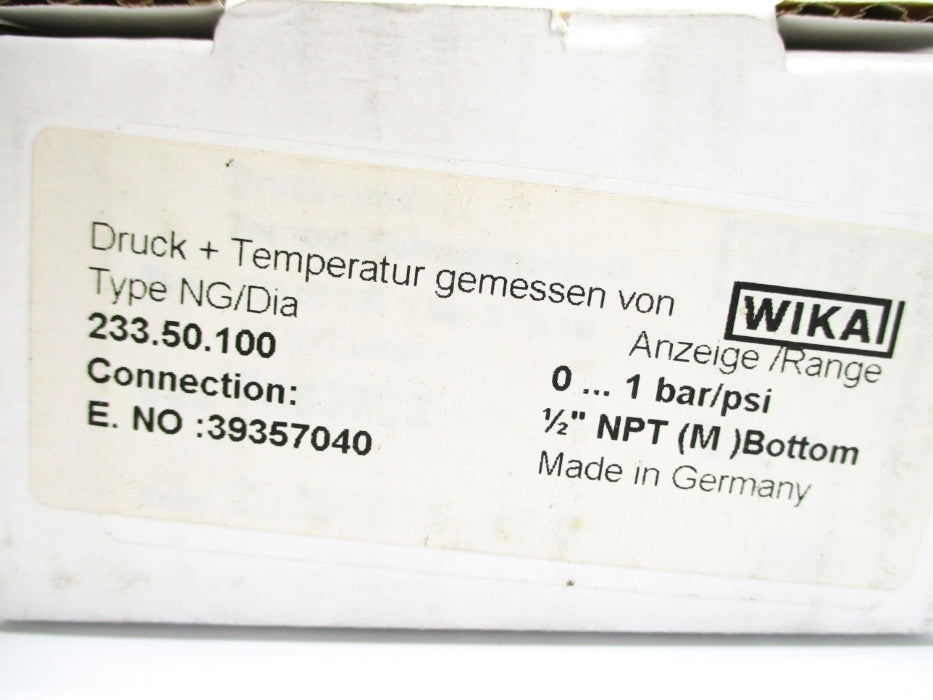 Druck + Temperatur gemessen von
WIKA
Type NG/Dia
Anzeige /Range
233.50.100
0 ... 1 bar/psi
Connection:
½" NPT (M )Bottom
E. NO :39357040
Made in Germany